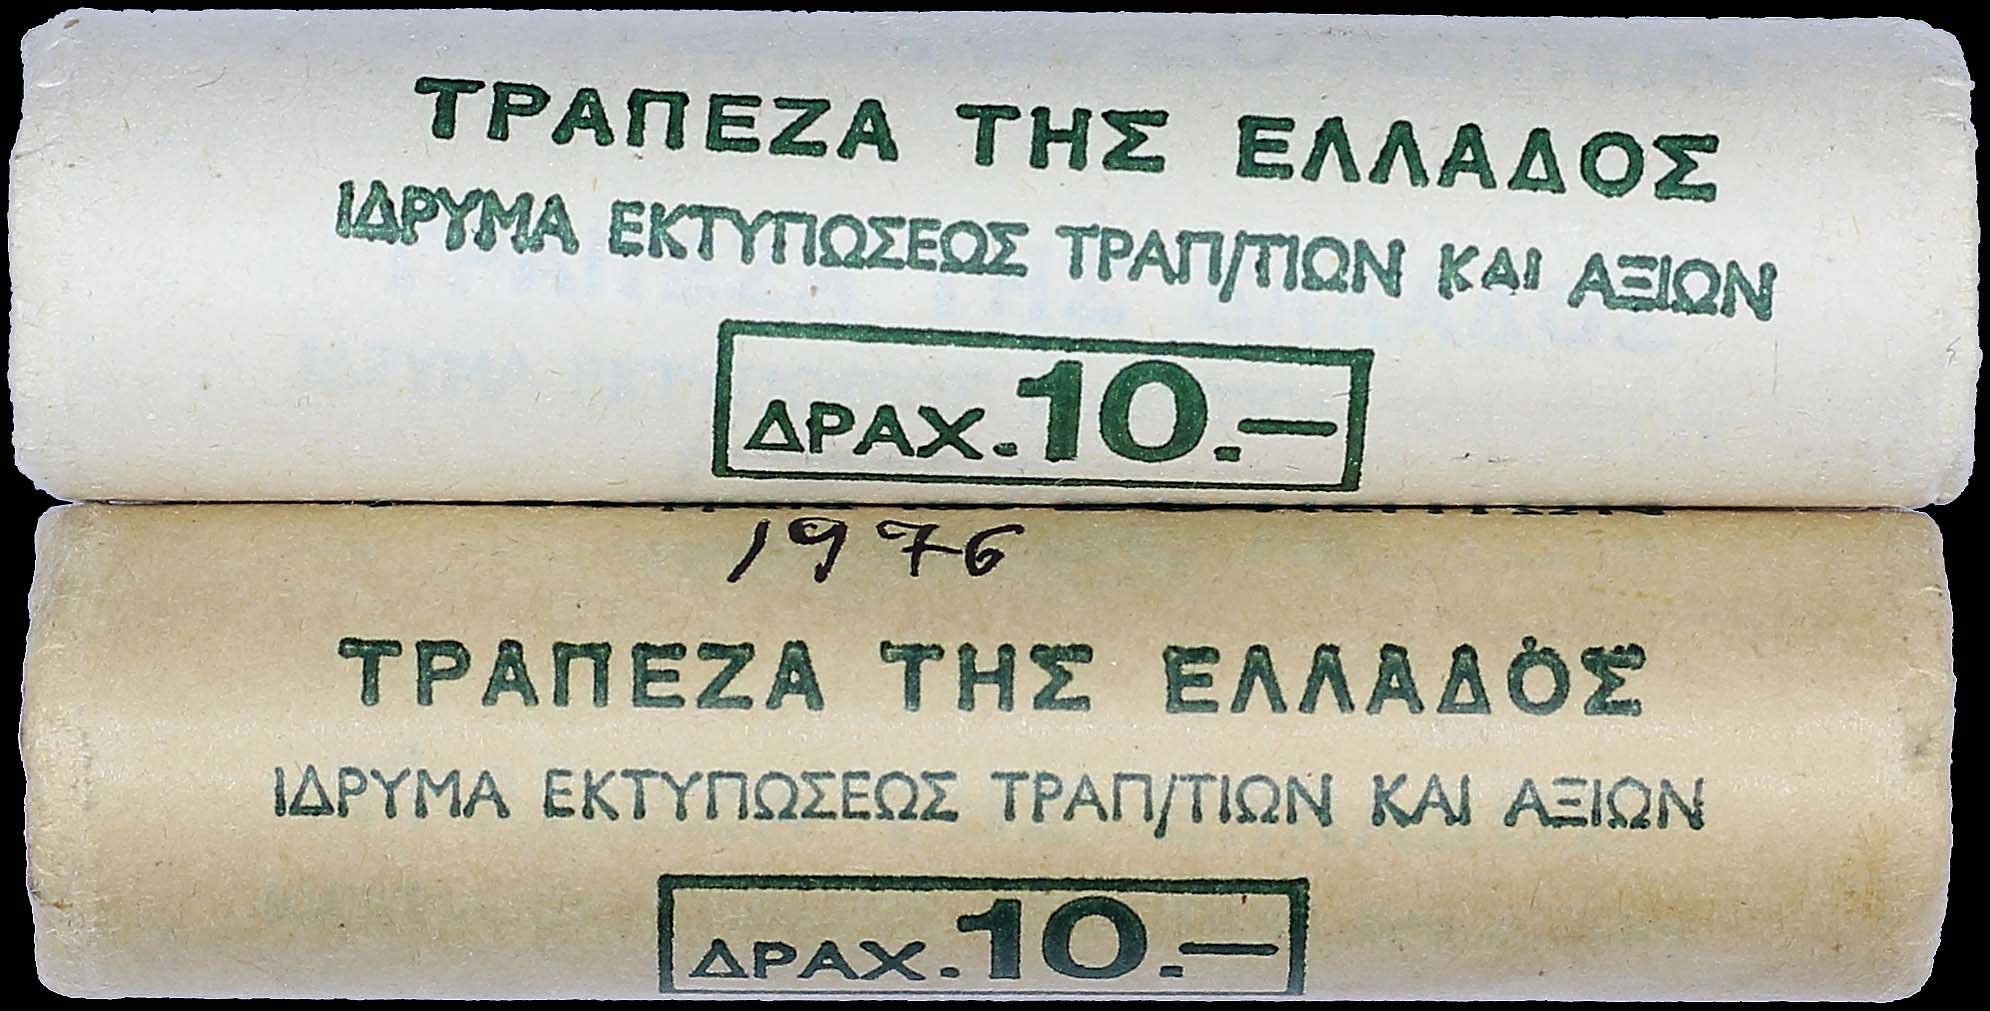 ΤΡΑΠΕΖΑ ΤΗΣ ΕΛΛΑΔΟΣ
ΙΔΡΥΜΑ ΕΚΤΥΠΩΣΕΩΣ ΤΡΑΠ/ΤΙΩΝ ΚΑΙ ΑΞΙΩΝ
ΔΡΑΧ. 10.—
1976
ΤΡΑΠΕΖΑ ΤΗΣ ΕΛΛΑΔΟΣ
ΙΔΡΥΜΑ ΕΚΤΥΠΩΣΕΩΣ ΤΡΑΠ/ΤΙΩΝ ΚΑΙ ΑΞΙΩΝ
ΔΡΑΧ. 10.—